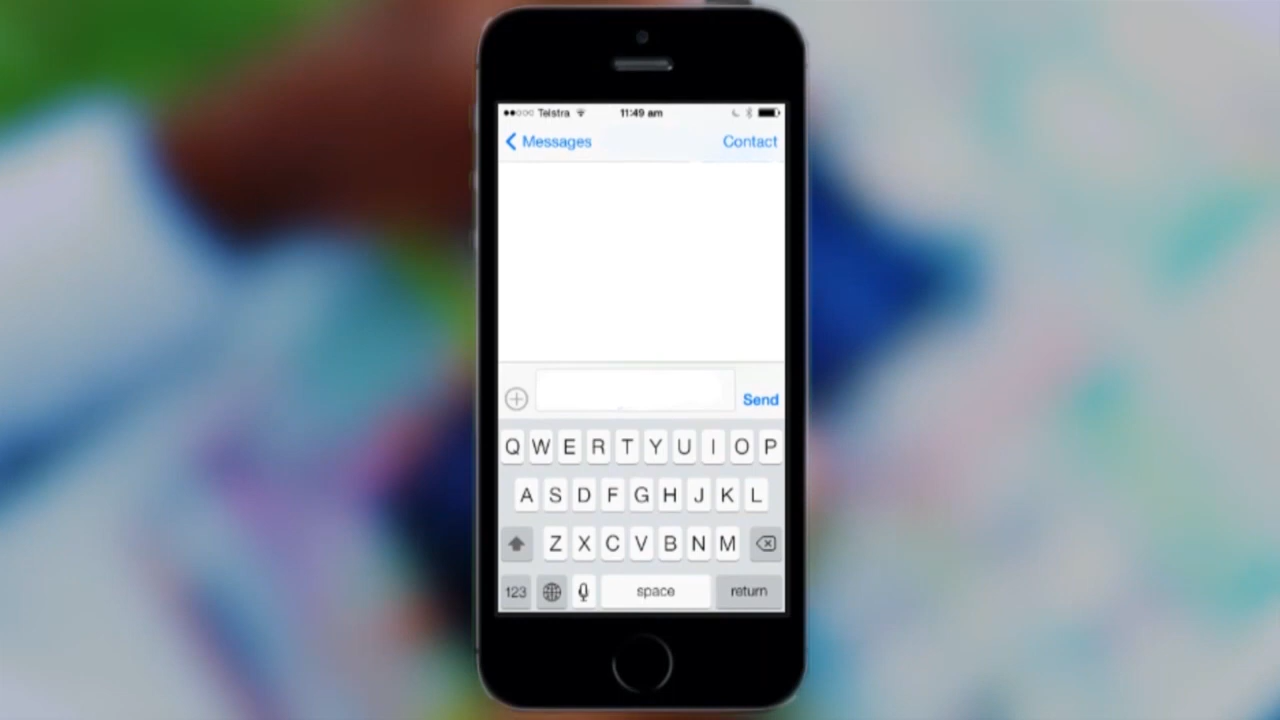 Telstra 11:49 am
Messages Contact
Send
Q W E R T Y U I O P
A S D F G H J K L
Z X C V B N M
123 space return